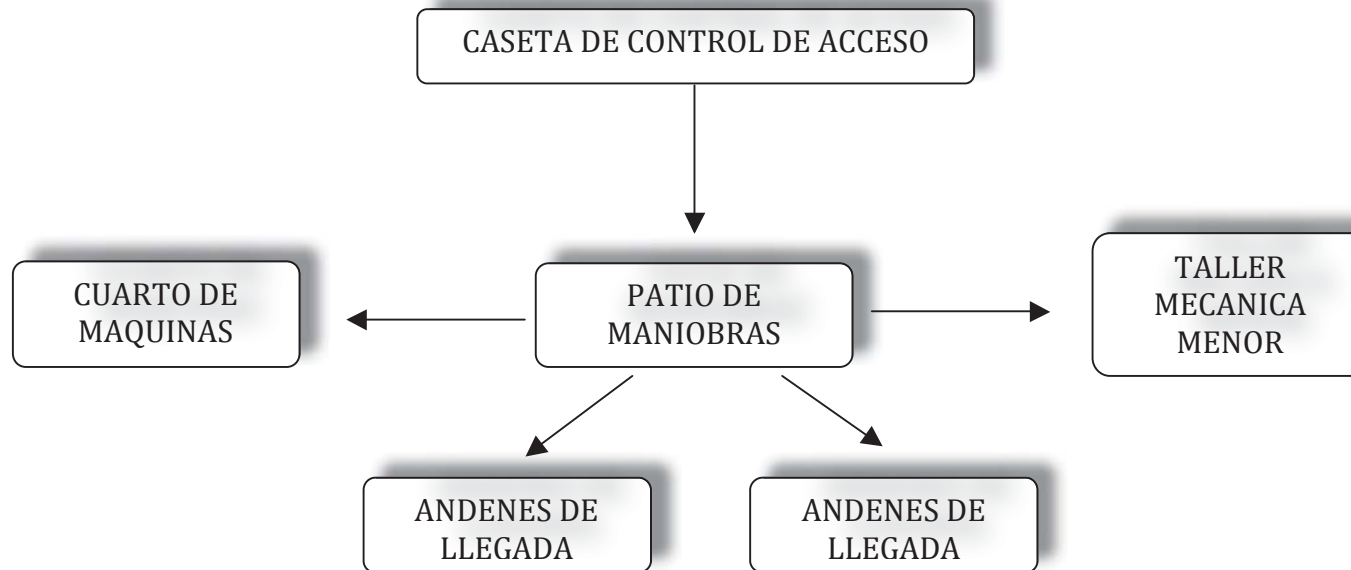 CASETA DE CONTROL DE ACCESO
CUARTO DE
MAQUINAS
PATIO DE
MANIOBRAS
TALLER
MECANICA
MENOR
ANDENES DE
LLEGADA
ANDENES DE
LLEGADA